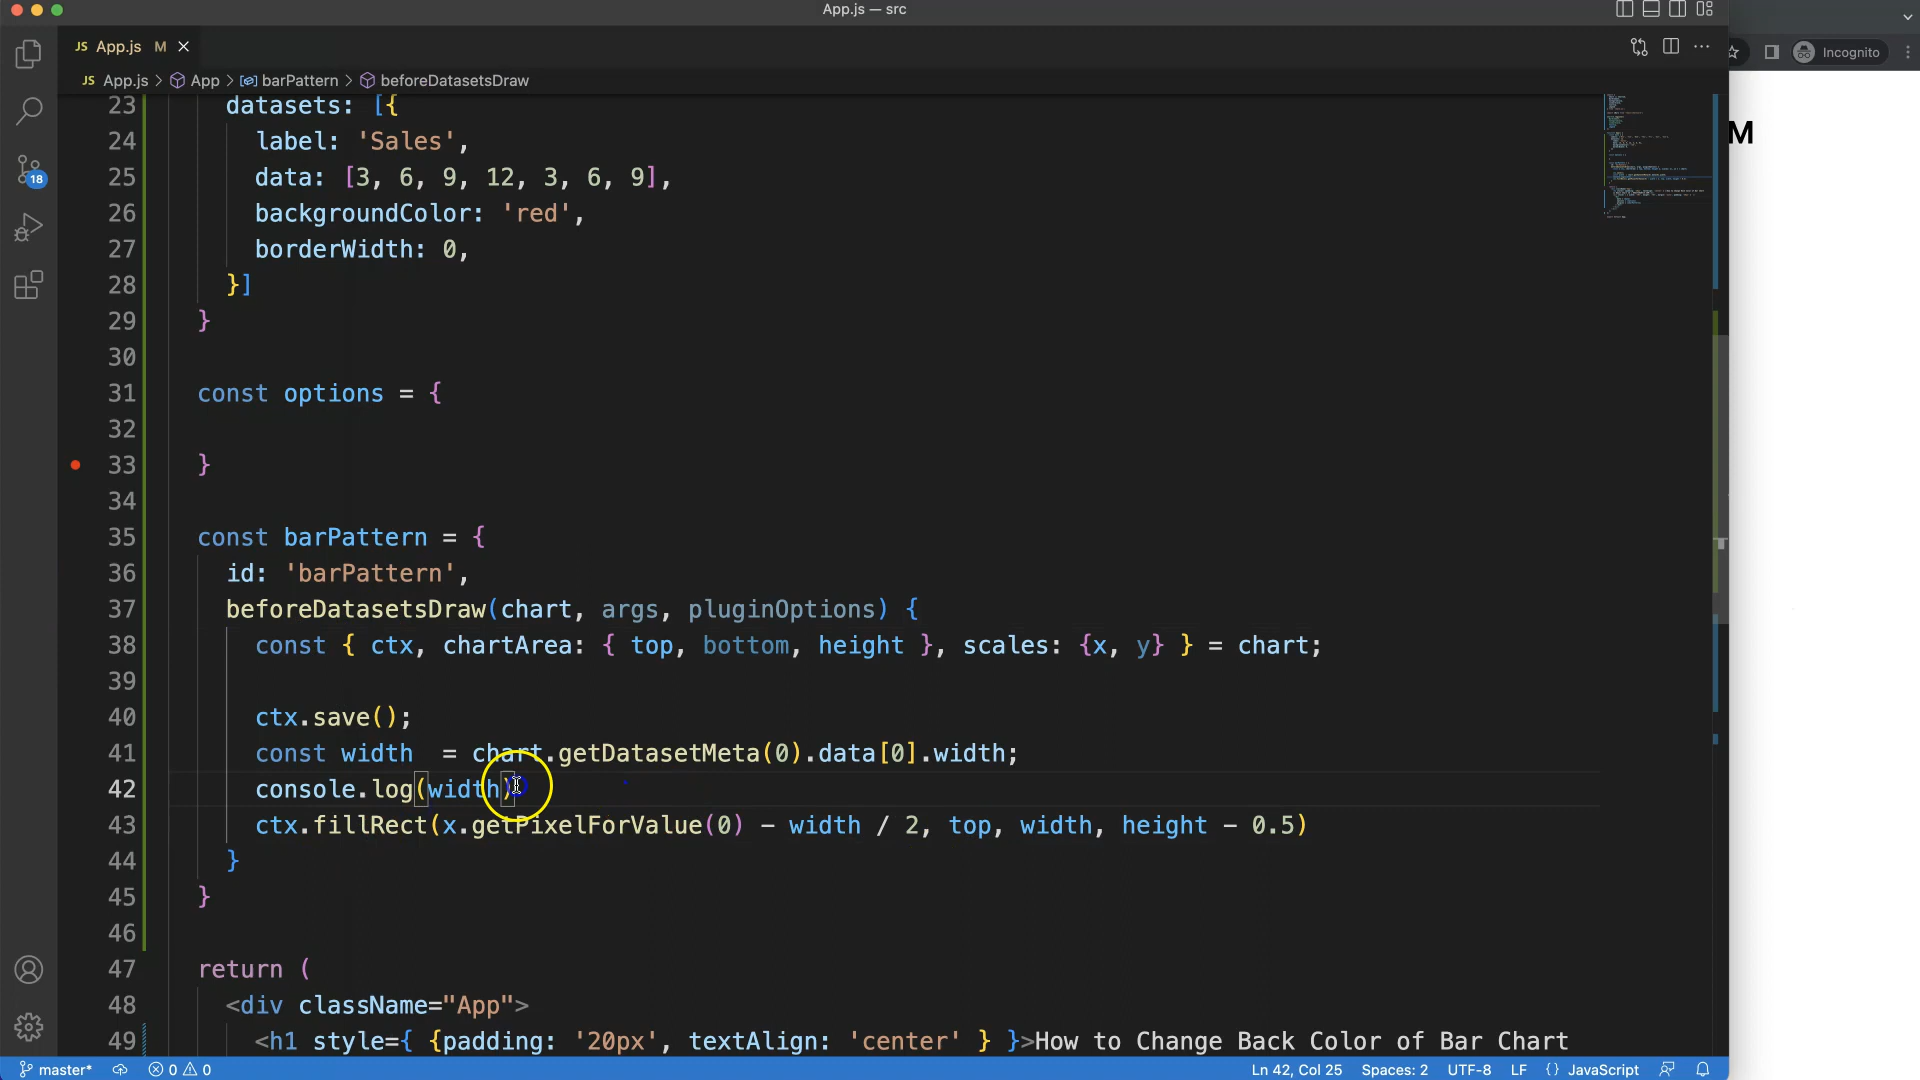 App.js — src
JS App.js M
Incognito
JS App.js > App > barPattern > beforeDatasetsDraw
M
23 datasets: [{
24 label: 'Sales',
25 data: [3, 6, 9, 12, 3, 6, 9],
26 backgroundColor: 'red',
27 borderWidth: 0,
28 }]
29 }
30
31 const options = {
32
33 }
34
35 const barPattern = {
36 id: 'barPattern',
37 beforeDatasetsDraw(chart, args, pluginOptions) {
38 const { ctx, chartArea: { top, bottom, height }, scales: {x, y} } = chart;
39
40 ctx.save();
41 const width  = chart.getDatasetMeta(0).data[0].width;
42 console.log(width)
43 ctx.fillRect(x.getPixelForValue(0) - width / 2, top, width, height - 0.5)
44 }
45 }
46
47 return (
48 <div className="App">
49 <h1 style={ {padding: '20px', textAlign: 'center' } }>How to Change Back Color of Bar Chart
18
master* 0 0 Ln 42, Col 25 Spaces: 2 UTF-8 LF {} JavaScript